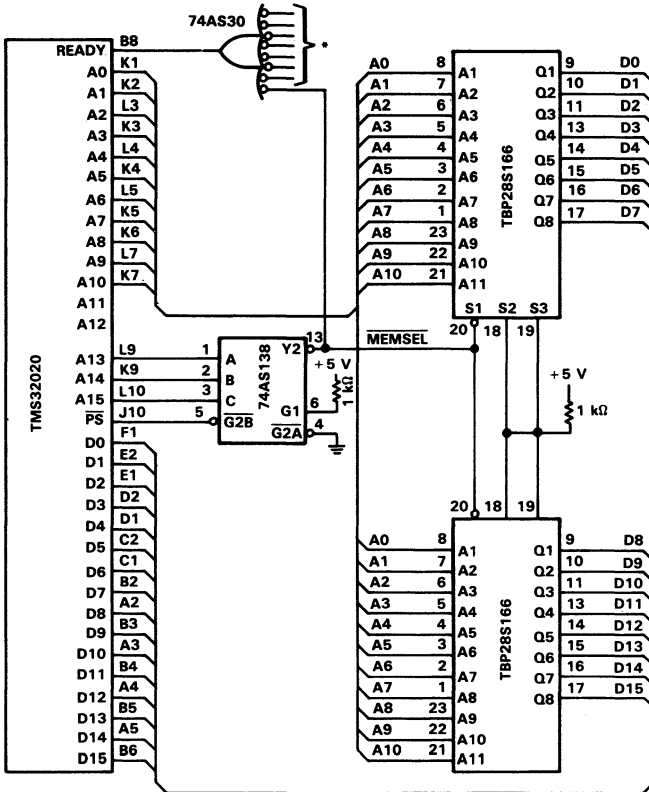 74AS30
*
READY B8
A0 K1
A1 K2
A2 L3
A3 K3
A4 L4
A5 K4
A6 L5
A7 K5
A8 K6
A9 L7
A10 K7
A11
A12
A13 L9
A14 K9
A15 L10
PS J10
D0 F1
D1 E2
D2 E1
D3 D2
D4 D1
D5 C2
D6 C1
D7 B2
D8 A2
D9 B3
D10 A3
D11 B4
D12 A4
D13 B5
D14 A5
D15 B6
TMS32020
1 A
2 B
3 C
5 G2B
74AS138
Y2 13
G1 6
G2A 4
+5 V
1 kΩ
MEMSEL
A0 8 A1
A1 7 A2
A2 6 A3
A3 5 A4
A4 4 A5
A5 3 A6
A6 2 A7
A7 1 A8
A8 23 A9
A9 22 A10
A10 21 A11
TBP28S166
Q1 9 D0
Q2 10 D1
Q3 11 D2
Q4 13 D3
Q5 14 D4
Q6 15 D5
Q7 16 D6
Q8 17 D7
S1 S2 S3
20 18 19
+5 V
1 kΩ
20 18 19
A0 8 A1
A1 7 A2
A2 6 A3
A3 5 A4
A4 4 A5
A5 3 A6
A6 2 A7
A7 1 A8
A8 23 A9
A9 22 A10
A10 21 A11
TBP28S166
Q1 9 D8
Q2 10 D9
Q3 11 D10
Q4 13 D11
Q5 14 D12
Q6 15 D13
Q7 16 D14
Q8 17 D15